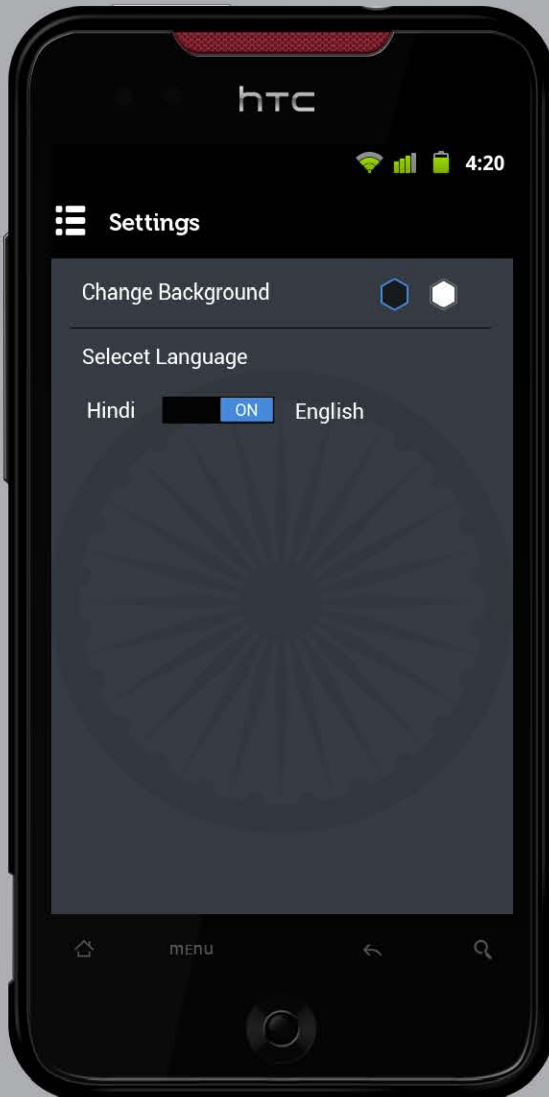 hTC
4:20
Settings
Change Background
Selecet Language
Hindi ON English
mEnu